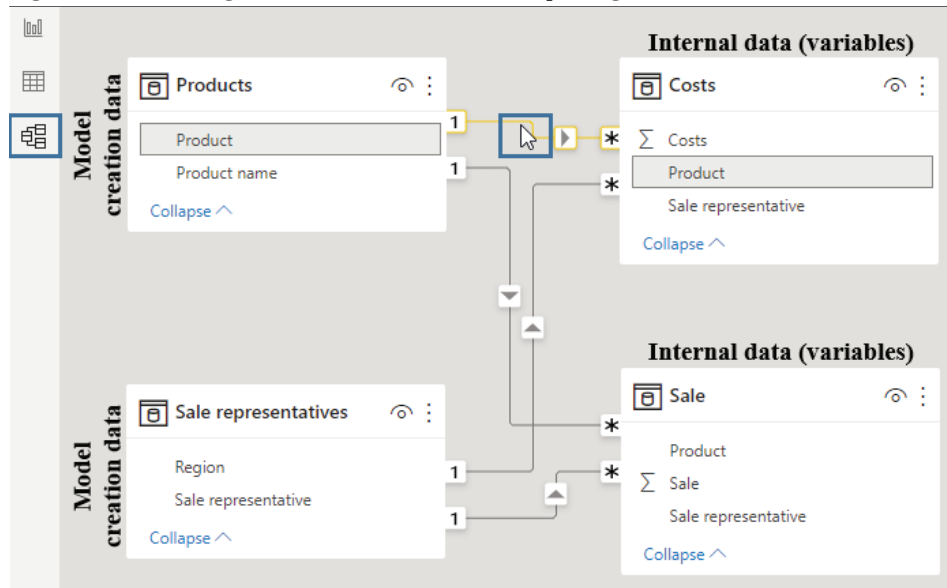 Internal data (variables)
Model
creation data
Products
Product
Product name
Collapse
1
1
Costs
Σ Costs
Product
Sale representative
Collapse
*
*
Internal data (variables)
Model
creation data
Sale representatives
Region
Sale representative
Collapse
1
1
Sale
Product
Σ Sale
Sale representative
Collapse
*
*